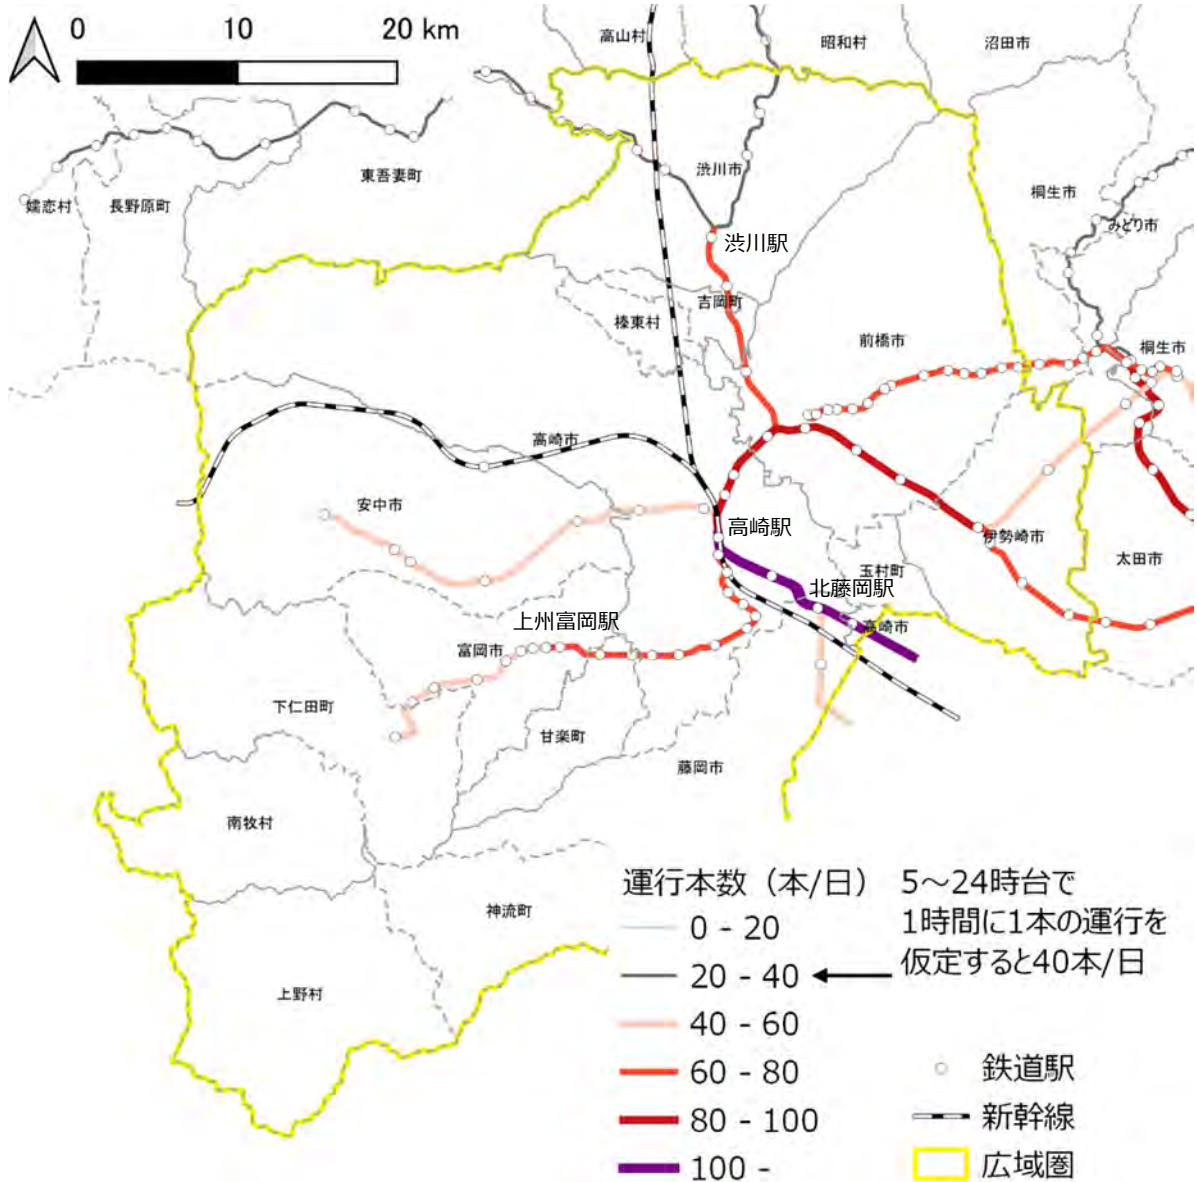 0 10 20 km
高山村
昭和村
沼田市
渋川市
東吾妻町
桐生市
嬬恋村
長野原町
みどり市
渋川駅
吉岡町
榛東村
前橋市
桐生市
高崎市
安中市
高崎駅
伊勢崎市
太田市
玉村町
北藤岡駅
高崎市
上州富岡駅
富岡市
下仁田町
甘楽町
藤岡市
南牧村
神流町
上野村
運行本数（本/日）
0 - 20
20 - 40
40 - 60
60 - 80
80 - 100
100 -
5～24時台で
1時間に1本の運行を
仮定すると40本/日
鉄道駅
新幹線
広域圏